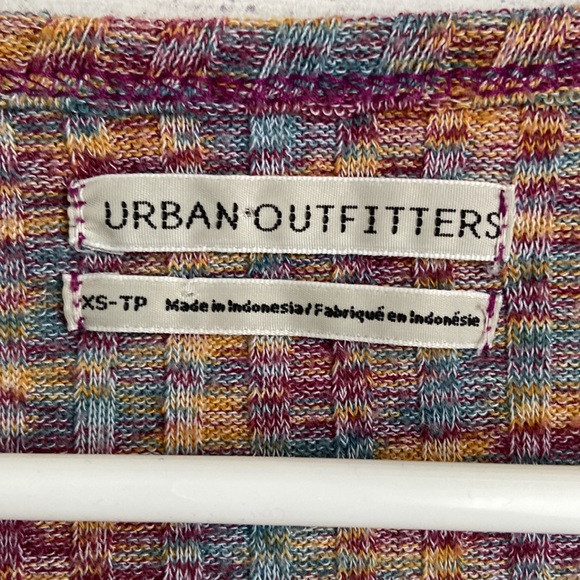 URBAN OUTFITTERS
XS-TP Made in Indonesia/Fabriqué en Indonésie